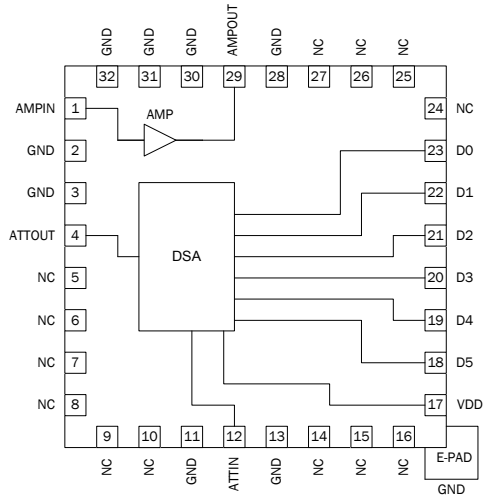 GND GND GND AMPOUT GND NC NC NC
32 31 30 29 28 27 26 25
AMPIN 1 AMP 24 NC
GND 2 23 D0
GND 3 22 D1
ATTOUT 4 21 D2
DSA
NC 5 20 D3
NC 6 19 D4
NC 7 18 D5
NC 8 17 VDD
9 10 11 12 13 14 15 16
NC NC GND ATTIN GND NC NC NC
E-PAD
GND